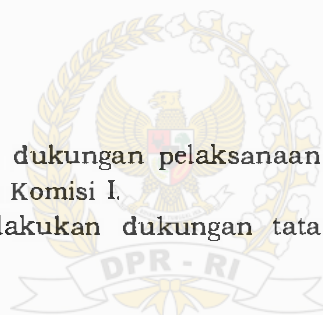 dukungan pelaksanaan
Komisi I.
lakukan dukungan tata
DPR - RI